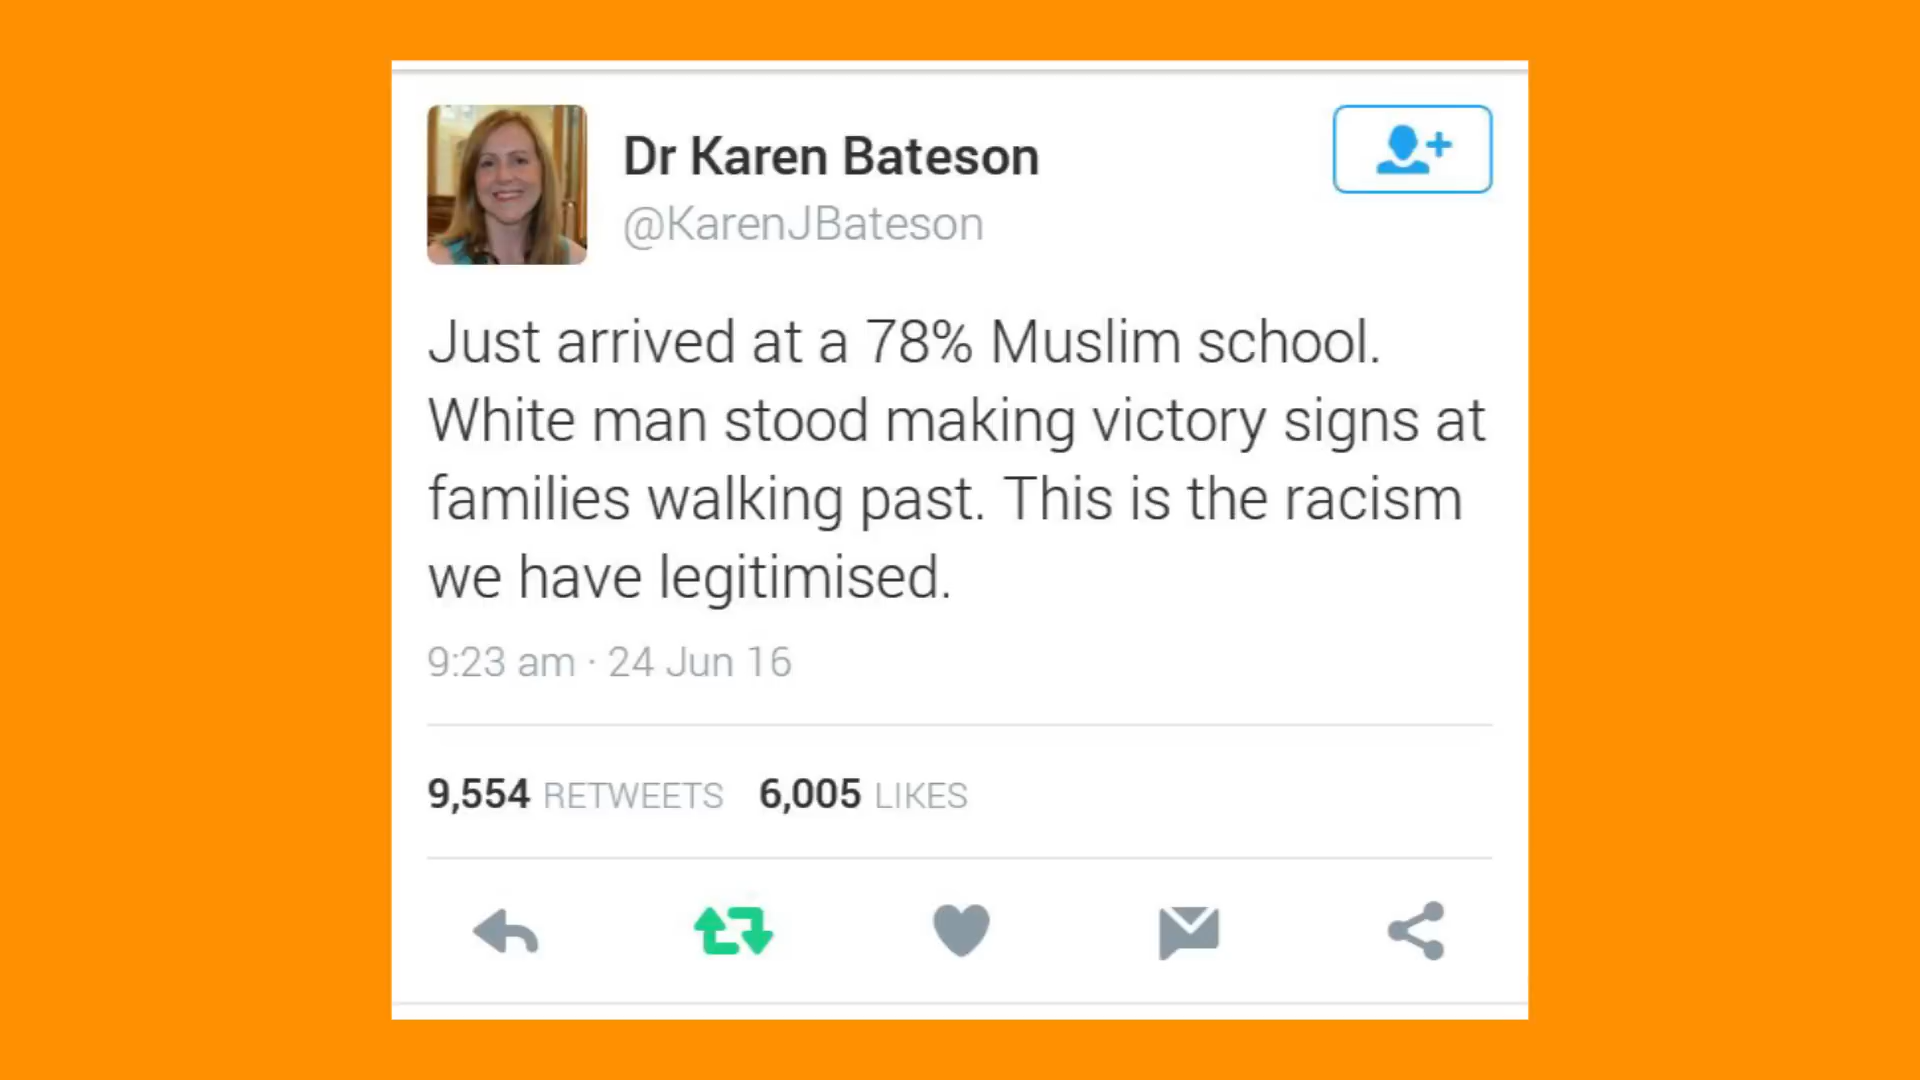 Dr Karen Bateson
@KarenJBateson
Just arrived at a 78% Muslim school.
White man stood making victory signs at
families walking past. This is the racism
we have legitimised.
9:23 am · 24 Jun 16
9,554 RETWEETS 6,005 LIKES